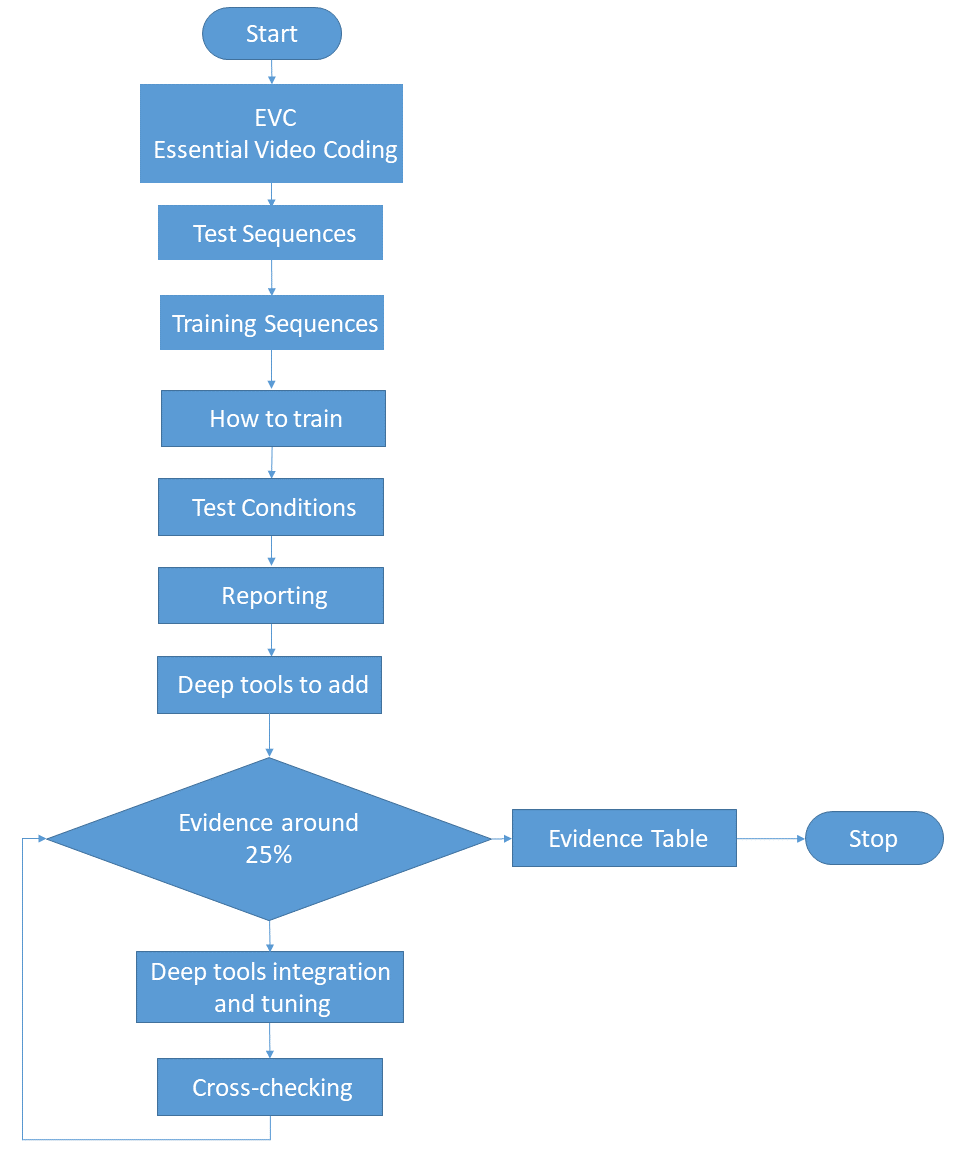 Start
EVC
Essential Video Coding
Test Sequences
Training Sequences
How to train
Test Conditions
Reporting
Deep tools to add
Evidence around
25%
Evidence Table
Stop
Deep tools integration
and tuning
Cross-checking